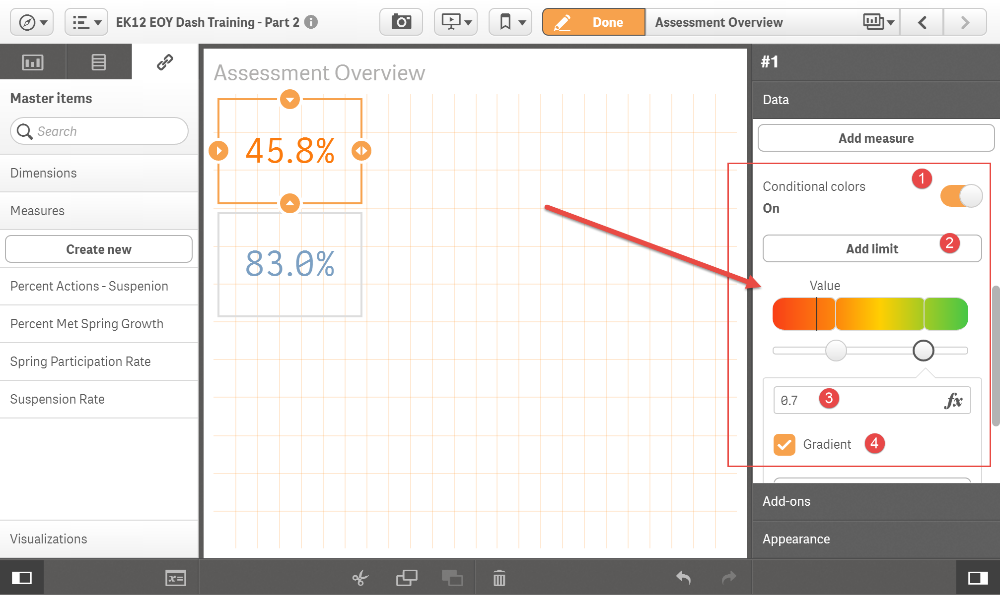 EK12 EOY Dash Training - Part 2
Done
Assessment Overview
Master items
Search
Dimensions
Measures
Create new
Percent Actions - Suspenion
Percent Met Spring Growth
Spring Participation Rate
Suspension Rate
Visualizations
x=
Assessment Overview
45.8%
83.0%
#1
Data
Add measure
Conditional colors
1
On
Add limit
2
Value
0.7
3
fx
Gradient
4
Add-ons
Appearance